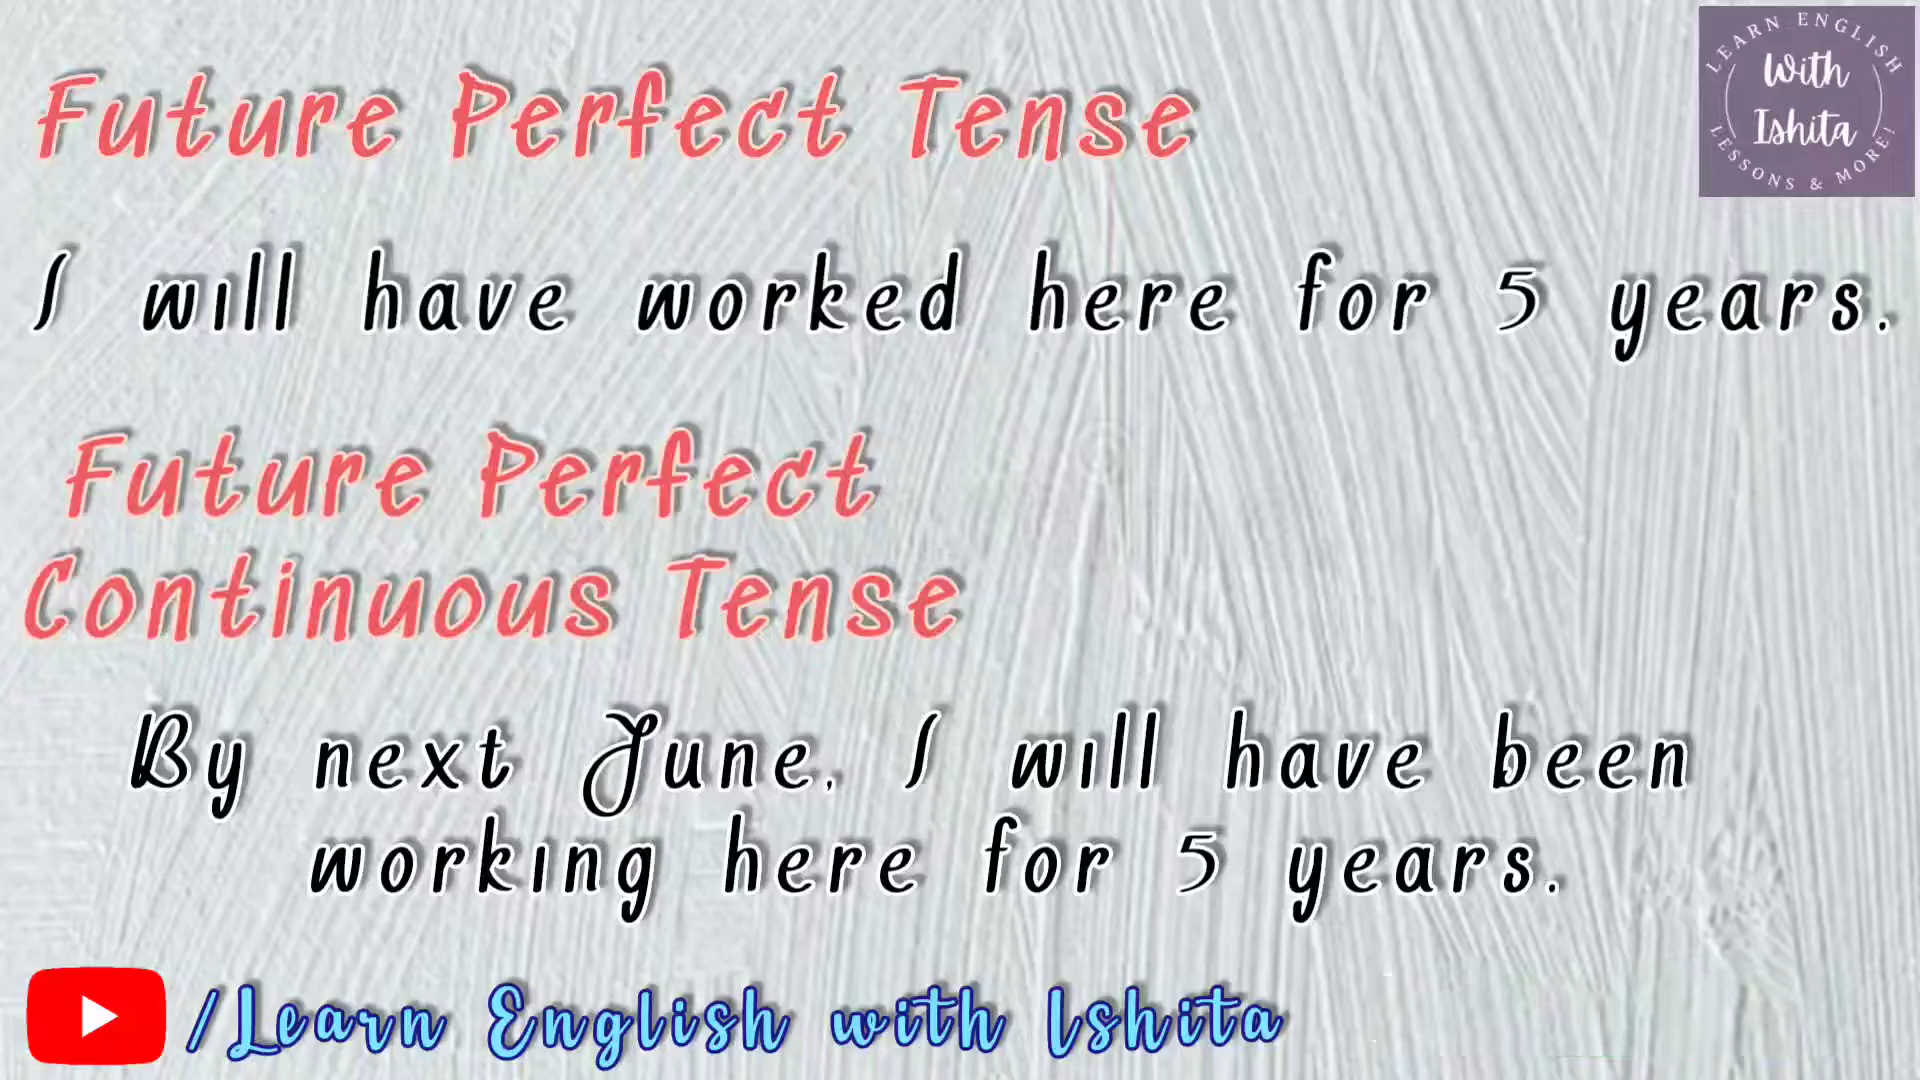 Future Perfect Tense
LEARN ENGLISH
With
Ishita
LESSONS & MORE!
I will have worked here for 5 years.
Future Perfect
Continuous Tense
By next June, I will have been
working here for 5 years.
/Learn English with Ishita